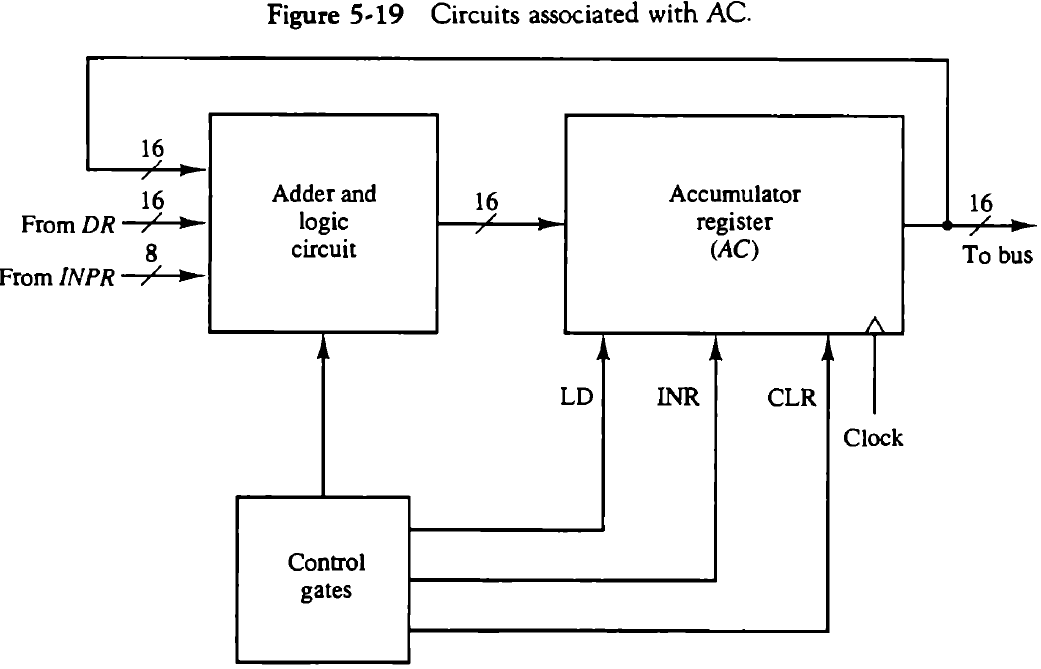 Figure 5-19 Circuits associated with AC.
16
From DR
16
From INPR
8
Adder and
logic
circuit
16
Accumulator
register
(AC)
16
To bus
LD
INR
CLR
Clock
Control
gates